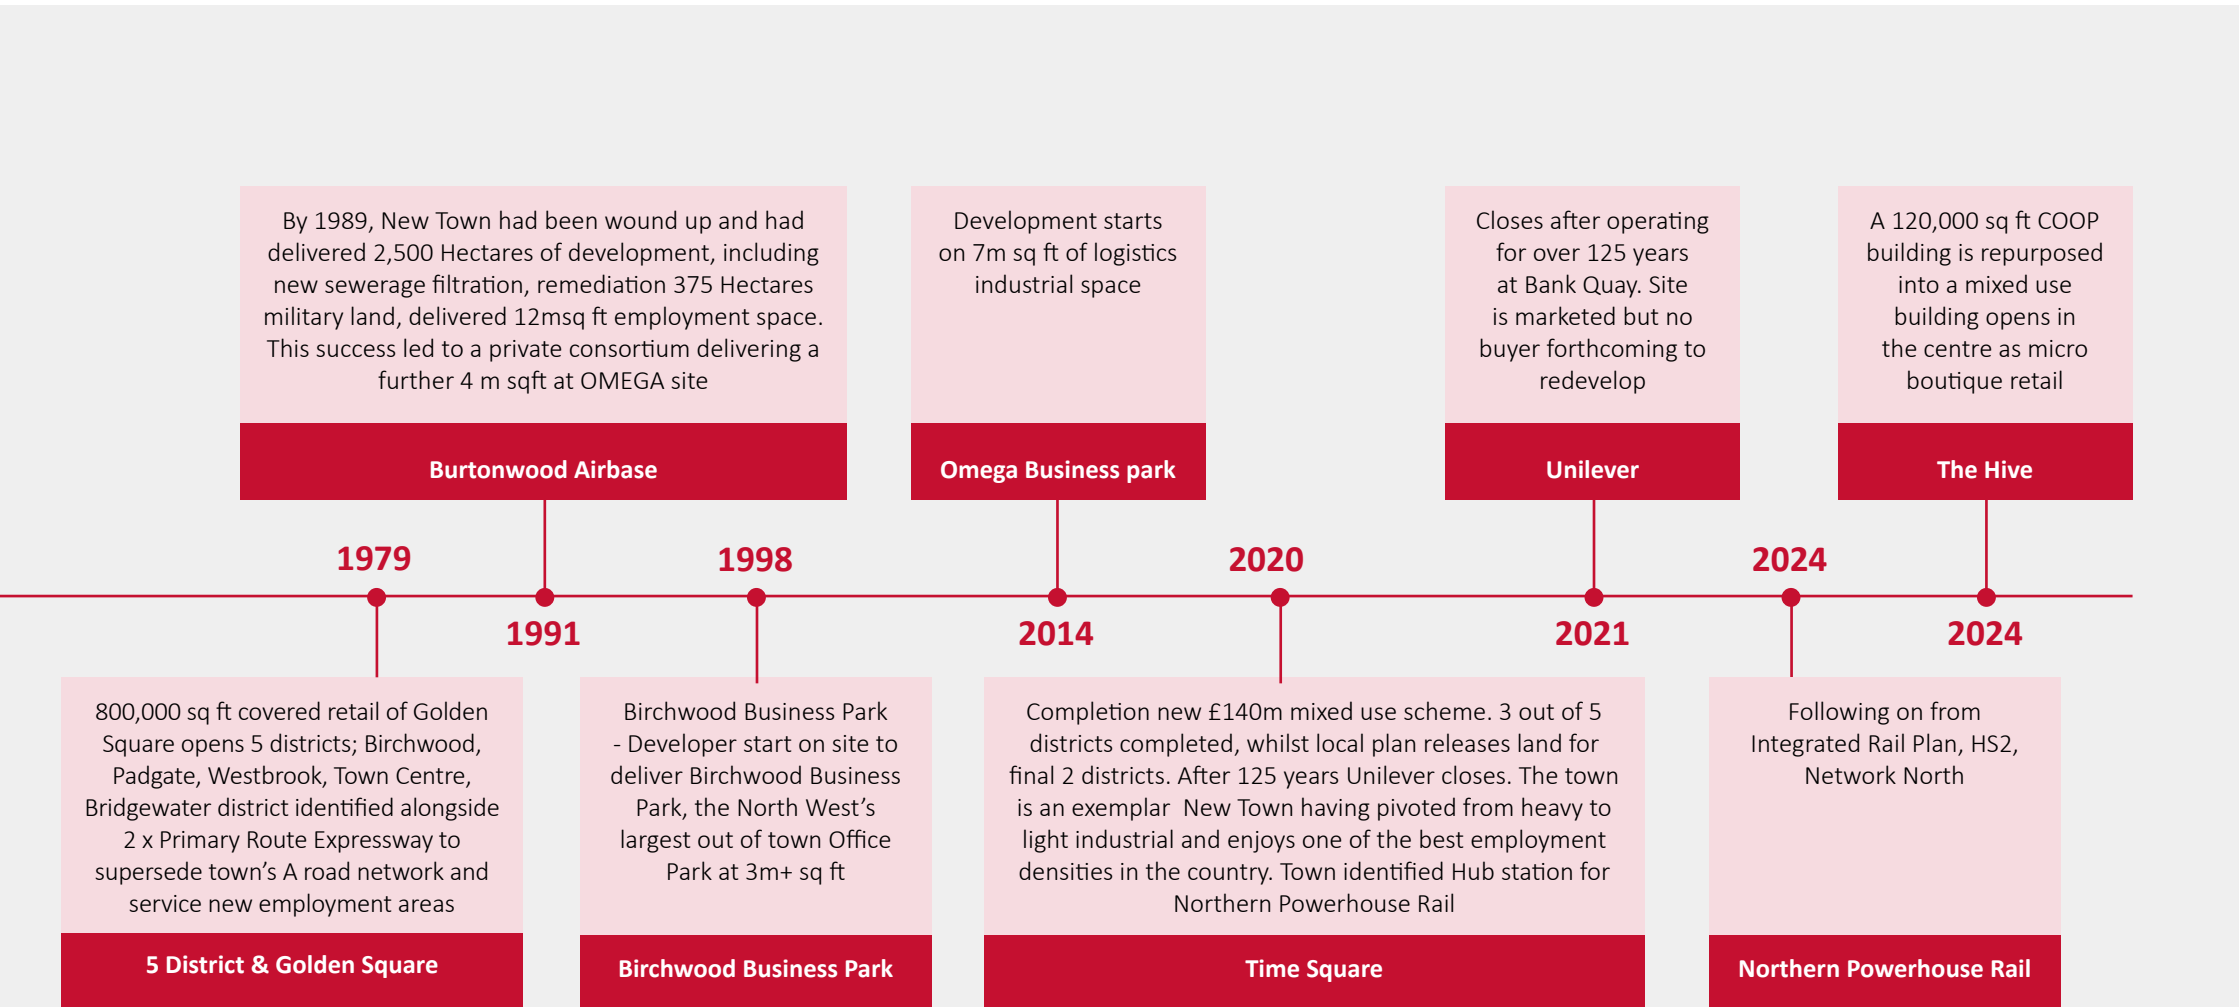 By 1989, New Town had been wound up and had
delivered 2,500 Hectares of development, including
new sewerage filtration, remediation 375 Hectares
military land, delivered 12msq ft employment space.
This success led to a private consortium delivering a
further 4 m sqft at OMEGA site
Burtonwood Airbase
Development starts
on 7m sq ft of logistics
industrial space
Omega Business park
Closes after operating
for over 125 years
at Bank Quay. Site
is marketed but no
buyer forthcoming to
redevelop
Unilever
A 120,000 sq ft COOP
building is repurposed
into a mixed use
building opens in
the centre as micro
boutique retail
The Hive
1979
1998
2020
2024
1991
2014
2021
2024
800,000 sq ft covered retail of Golden
Square opens 5 districts; Birchwood,
Padgate, Westbrook, Town Centre,
Bridgewater district identified alongside
2 x Primary Route Expressway to
supersede town’s A road network and
service new employment areas
5 District & Golden Square
Birchwood Business Park
- Developer start on site to
deliver Birchwood Business
Park, the North West’s
largest out of town Office
Park at 3m+ sq ft
Birchwood Business Park
Completion new £140m mixed use scheme. 3 out of 5
districts completed, whilst local plan releases land for
final 2 districts. After 125 years Unilever closes. The town
is an exemplar  New Town having pivoted from heavy to
light industrial and enjoys one of the best employment
densities in the country. Town identified Hub station for
Northern Powerhouse Rail
Time Square
Following on from
Integrated Rail Plan, HS2,
Network North
Northern Powerhouse Rail